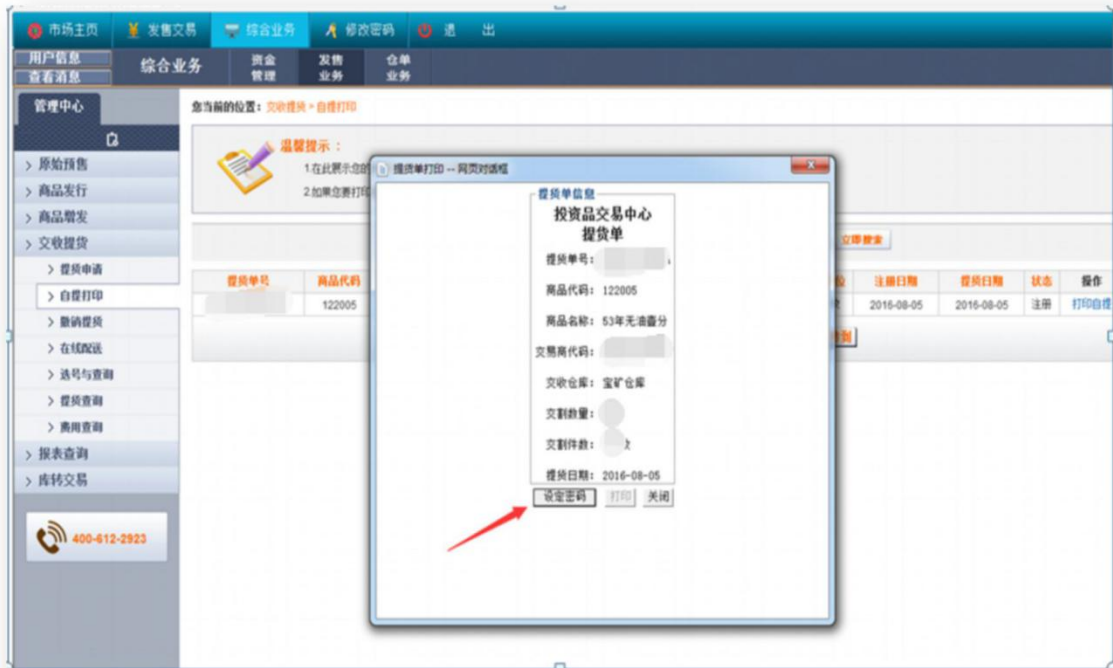 市场主页 发售交易 综合业务 修改密码 退 出
用户信息
查看消息
综合业务
资金管理 发售业务 仓单业务
管理中心
您当前的位置：交收提货 > 自提打印
温馨提示：
1.在此展示您的
2.如果您要打印
> 原始预售
> 商品发行
> 商品增发
> 交收提货
> 提货申请
> 自提打印
> 撤销提货
> 在线配送
> 选号与查询
> 提货查询
> 费用查询
> 报表查询
> 库转交易
400-612-2923
立即搜索
提货单号 商品代码 注册日期 提货日期 状态 操作
122005 2016-08-05 2016-08-05 注册 打印自提
提货单打印 -- 网页对话框
提货单信息
投资品交易中心
提货单
提货单号：
商品代码：122005
商品名称：53年无油壹分
交易商代码：
交收仓库：宝矿仓库
交割数量：
交割件数：
提货日期：2016-08-05
设定密码 打印 关闭